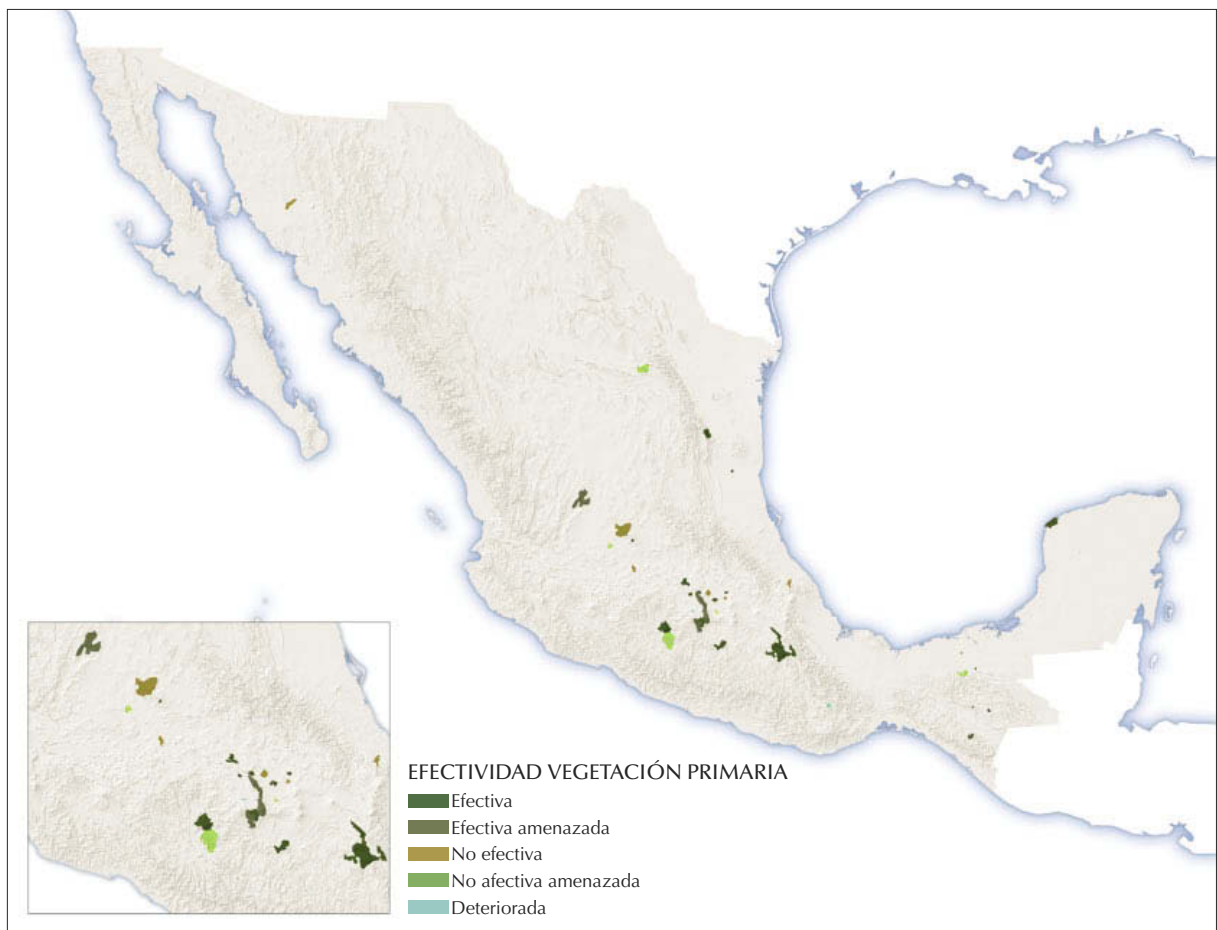 EFECTIVIDAD VEGETACIÓN PRIMARIA
Efectiva
Efectiva amenazada
No efectiva
No afectiva amenazada
Deteriorada